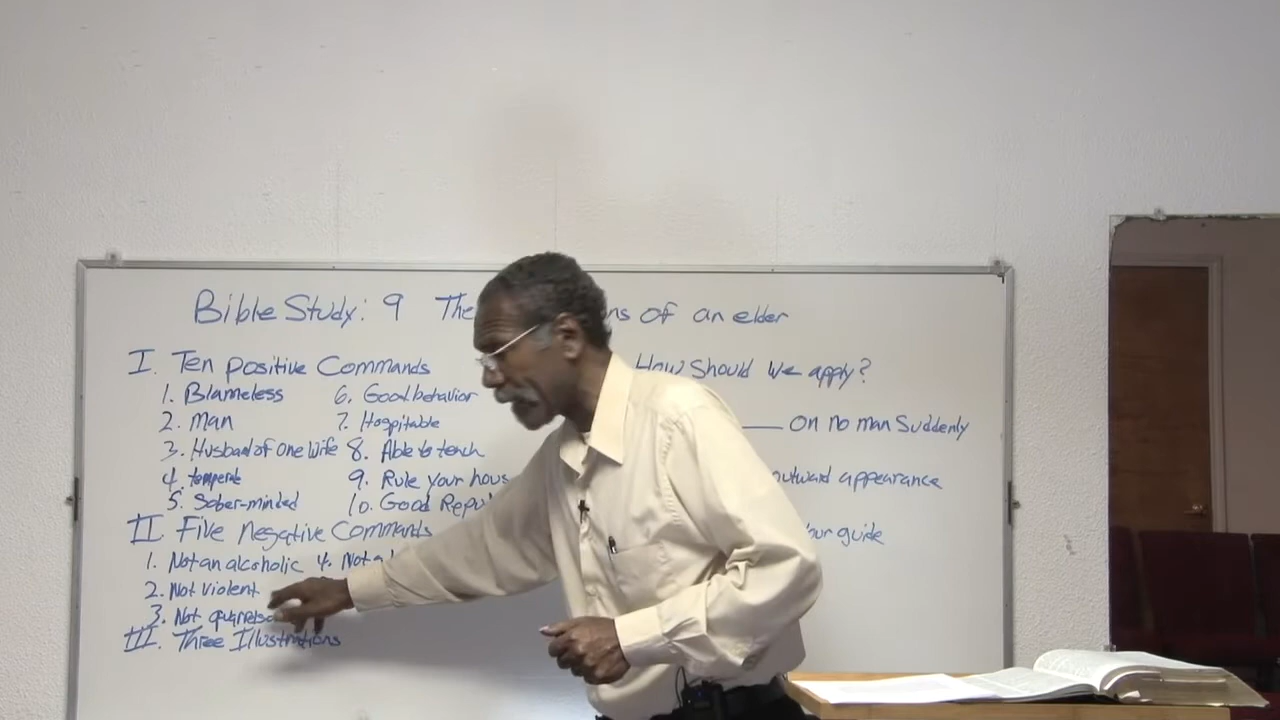 Bible Study: 9 The ns of an elder
I. Ten positive Commands
1. Blameless 6. Good behavior
2. Man 7. Hospitable
3. Husband of one wife 8. Able to teach
4. temperate 9. Rule your hous
5. Sober-minded 10. Good Repu
II. Five negative Commands
1. Not an alcoholic 4. Not a
2. Not violent
3. Not quarrelso
III. Three Illustrations
How Should we apply?
___ On no man Suddenly
outward appearance
our guide